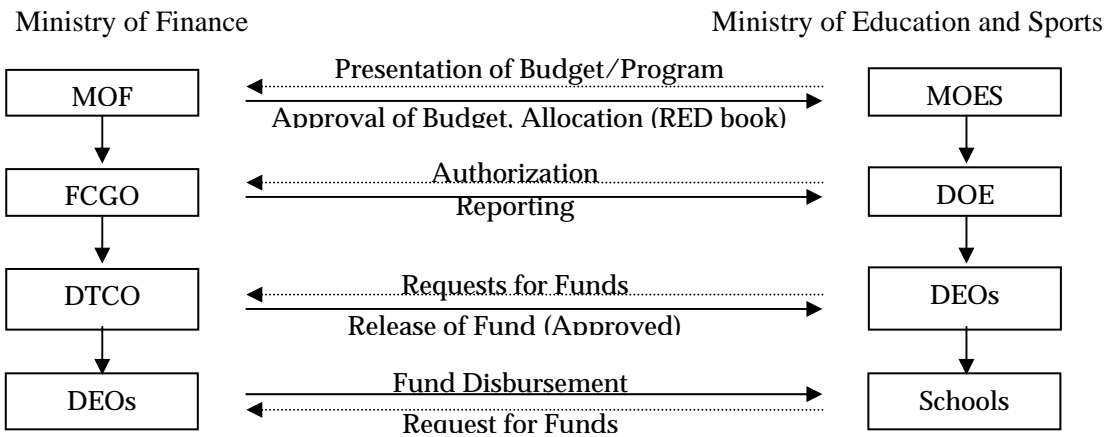 Ministry of Finance Ministry of Education and Sports
Presentation of Budget/Program
MOF MOES
Approval of Budget, Allocation (RED book)
Authorization
FCGO DOE
Reporting
Requests for Funds
DTCO DEOs
Release of Fund (Approved)
Fund Disbursement
DEOs Schools
Request for Funds